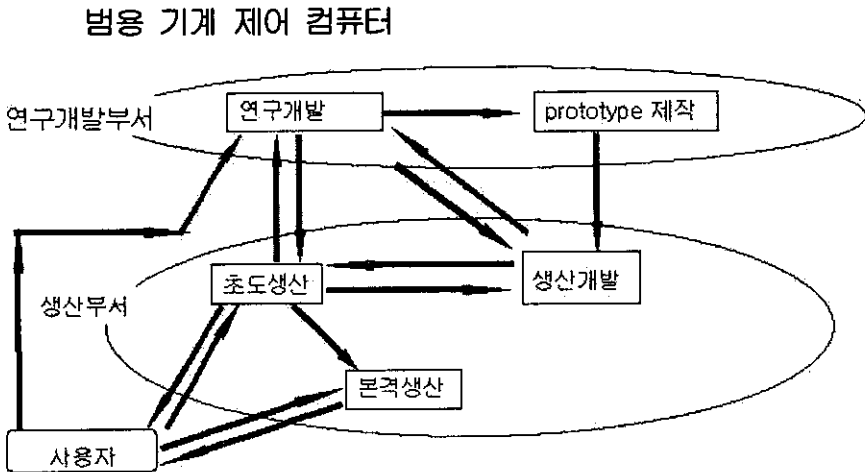 범용 기계 제어 컴퓨터
연구개발부서
연구개발
prototype 제작
생산부서
초도생산
생산개발
본격생산
사용자